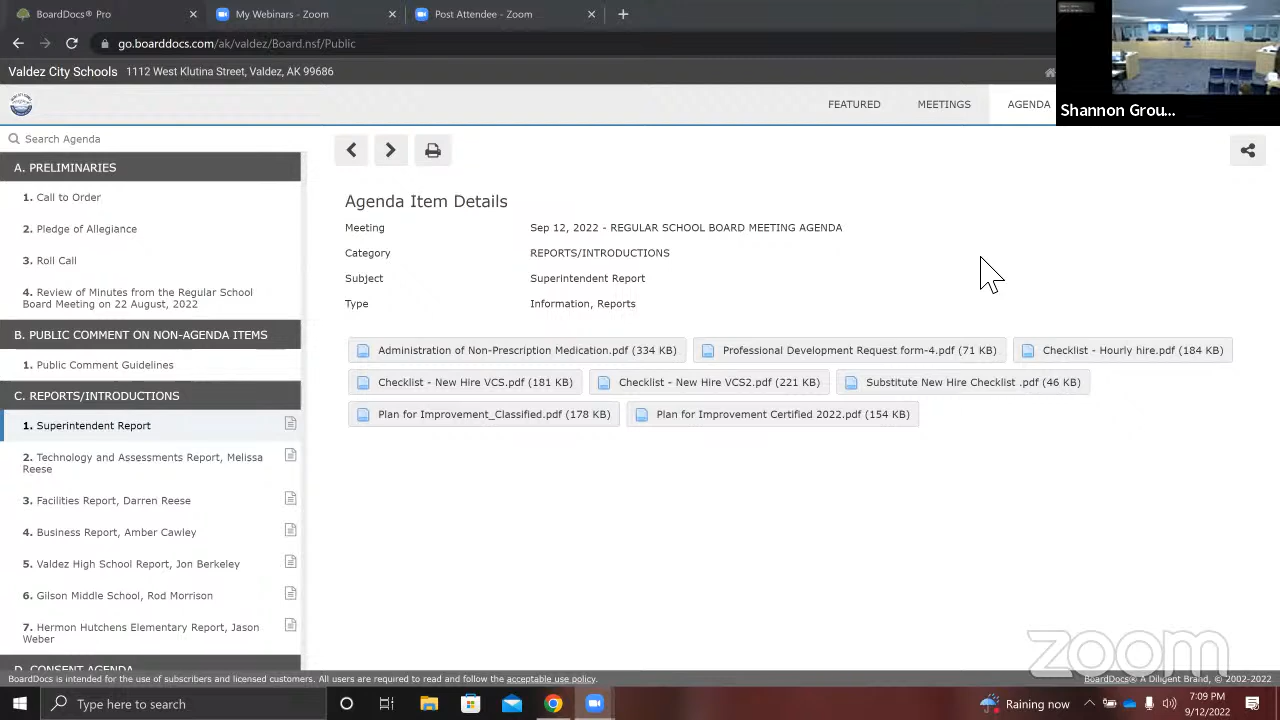 BoardDocs® Pro
My Webinars - Zoom
Post Attendee - Zoom
go.boarddocs.com/ak/valdez/Board.nsf/Public
Valdez City Schools 1112 West Klutina Street, Valdez, AK 99686
FEATURED MEETINGS AGENDA
Shannon Grou...
Search Agenda
A. PRELIMINARIES
1. Call to Order
2. Pledge of Allegiance
3. Roll Call
4. Review of Minutes from the Regular School
Board Meeting on 22 August, 2022
B. PUBLIC COMMENT ON NON-AGENDA ITEMS
1. Public Comment Guidelines
C. REPORTS/INTRODUCTIONS
1. Superintendent Report
2. Technology and Assessments Report, Melissa
Reese
3. Facilities Report, Darren Reese
4. Business Report, Amber Cawley
5. Valdez High School Report, Jon Berkeley
6. Gilson Middle School, Rod Morrison
7. Hermon Hutchens Elementary Report, Jason
Weber
D. CONSENT AGENDA
Agenda Item Details
Meeting Sep 12, 2022 - REGULAR SCHOOL BOARD MEETING AGENDA
Category REPORTS/INTRODUCTIONS
Subject Superintendent Report
Type Information, Reports
Administration of Non-Prescription Medication.pdf (334 KB) Professional Development Request form-4.pdf (71 KB) Checklist - Hourly hire.pdf (184 KB)
Checklist - New Hire VCS.pdf (181 KB) Checklist - New Hire VCS2.pdf (221 KB) Substitute New Hire Checklist .pdf (46 KB)
Plan for Improvement_Classified.pdf (178 KB) Plan for Improvement Certified 2022.pdf (154 KB)
zoom
BoardDocs is intended for the use of subscribers and licensed customers. All users are required to read and follow the acceptable use policy. BoardDocs® A Diligent Brand, © 2002-2022
Type here to search
Raining now
7:09 PM
9/12/2022